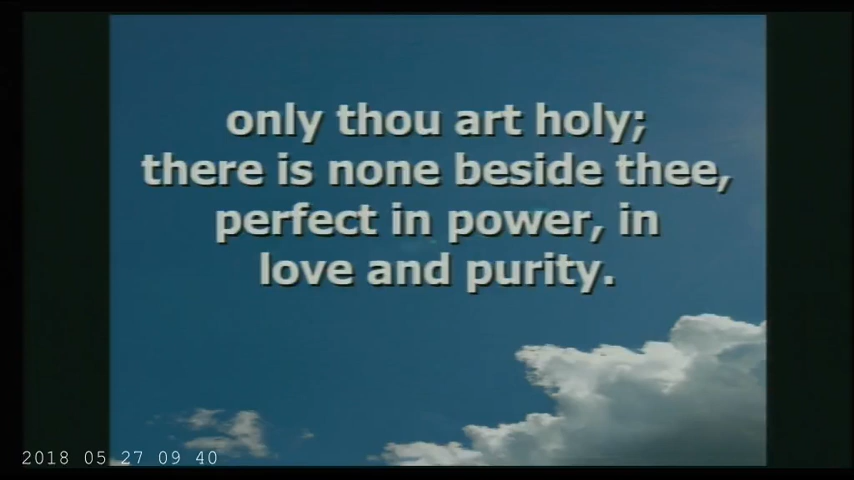 only thou art holy;
there is none beside thee,
perfect in power, in
love and purity.
2018 05 27 09 40